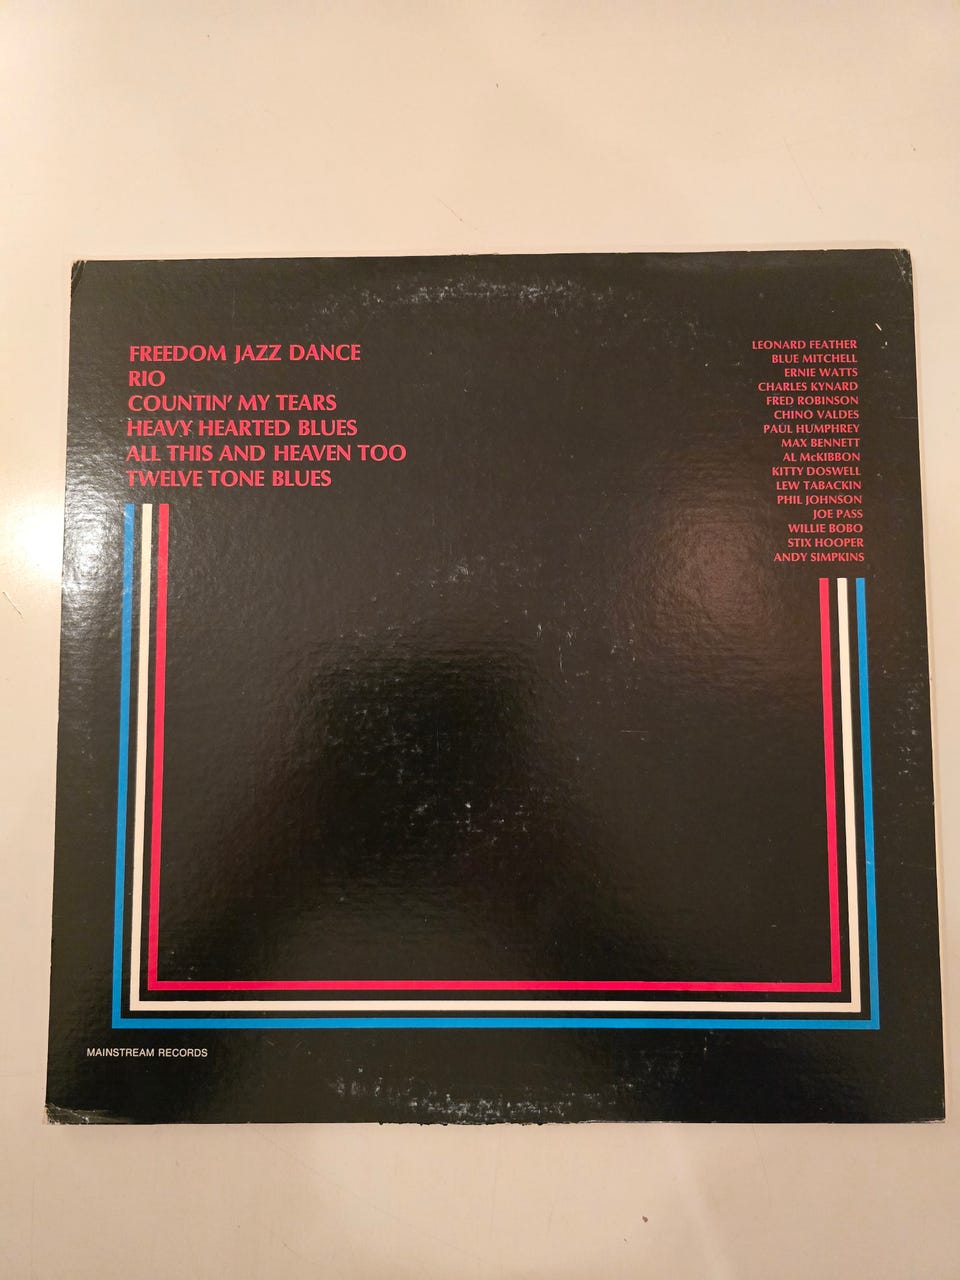 FREEDOM JAZZ DANCE
RIO
COUNTIN' MY TEARS
HEAVY HEARTED BLUES
ALL THIS AND HEAVEN TOO
TWELVE TONE BLUES
LEONARD FEATHER
BLUE MITCHELL
ERNIE WATTS
CHARLES KYNARD
FRED ROBINSON
CHINO VALDES
PAUL HUMPHREY
MAX BENNETT
AL McKIBBON
KITTY DOSWELL
LEW TABACKIN
PHIL JOHNSON
JOE PASS
WILLIE BOBO
STIX HOOPER
ANDY SIMPKINS
MAINSTREAM RECORDS